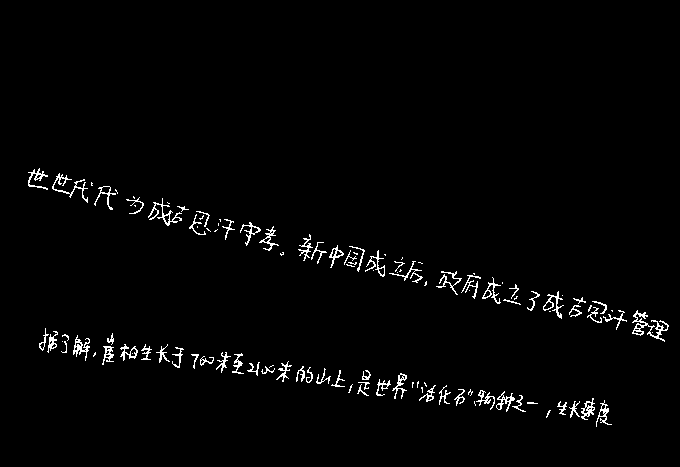 世世代代为成吉思汗守孝。新中国成立后,政府成立了成吉思汗管理
据了解,崖柏生长于700米至2100米的山上,是世界“活化石”物种之一,生长速度